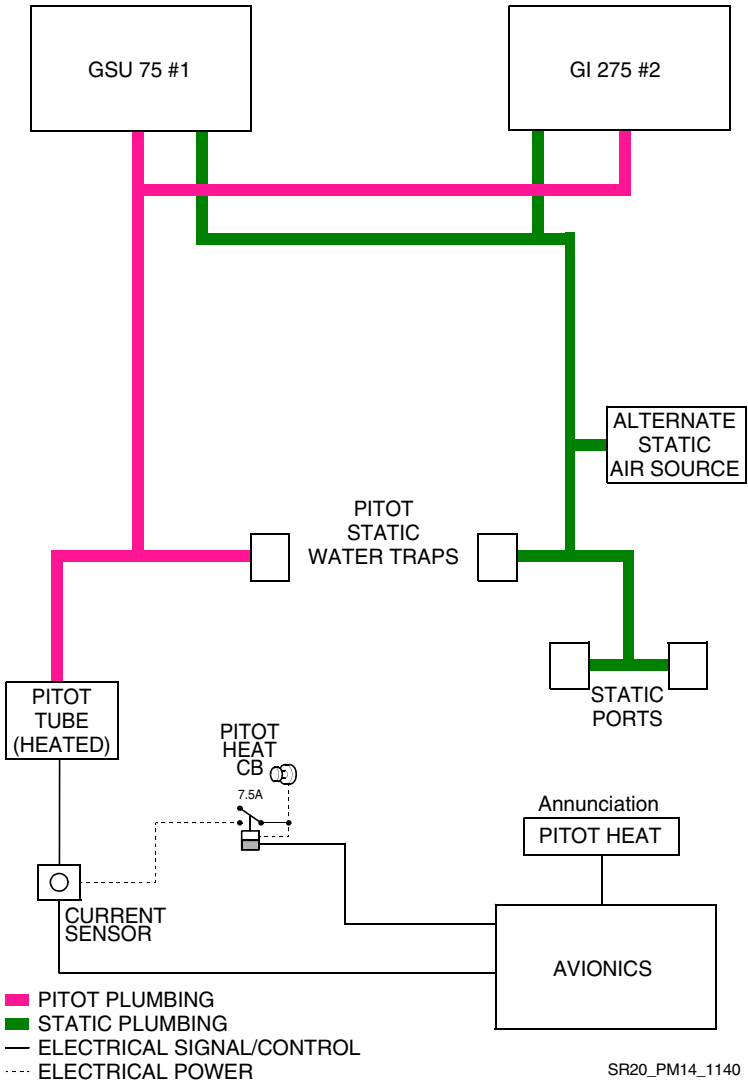 GSU 75 #1
GI 275 #2
ALTERNATE
STATIC
AIR SOURCE
PITOT
STATIC
WATER TRAPS
STATIC
PORTS
PITOT
TUBE
(HEATED)
PITOT
HEAT
CB
7.5A
Annunciation
PITOT HEAT
CURRENT
SENSOR
AVIONICS
PITOT PLUMBING
STATIC PLUMBING
ELECTRICAL SIGNAL/CONTROL
ELECTRICAL POWER
SR20_PM14_1140